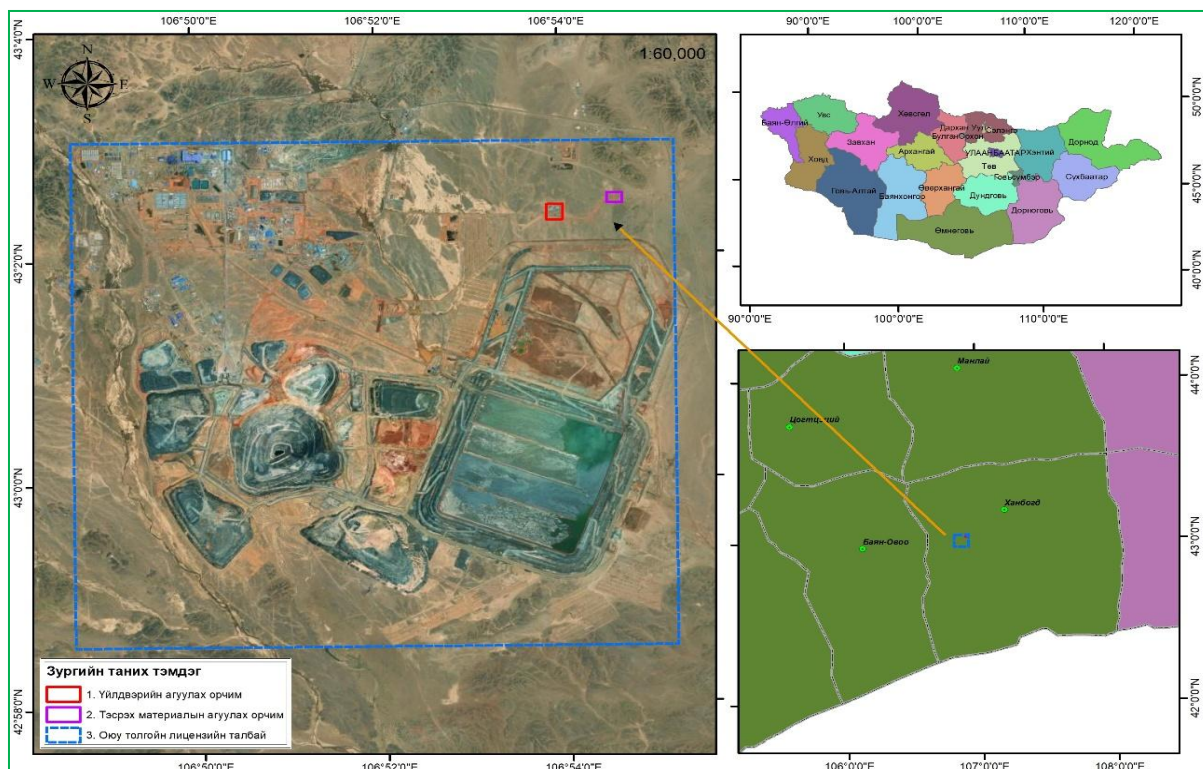 106°50'0"E
106°52'0"E
106°54'0"E
43°4'0"N
43°2'0"N
43°0'0"N
42°58'0"N
1:60,000
N
W
E
S
Зургийн таних тэмдэг
1. Үйлдвэрийн агуулах орчим
2. Тэсрэх материалын агуулах орчим
3. Оюу толгойн лицензийн талбай
106°50'0"E
106°52'0"E
106°54'0"E
90°0'0"E
100°0'0"E
110°0'0"E
120°0'0"E
50°0'0"N
45°0'0"N
40°0'0"N
Баян-Өлгий
Увс
Хөвсгөл
Ховд
Завхан
Архангай
Булган
Орхон
Дархан Уул
Сэлэнгэ
УЛААНБААТАР
Хэнтий
Дорнод
Төв
Говьсүмбэр
Сүхбаатар
Говь-Алтай
Баянхонгор
Өвөрхангай
Дундговь
Дорноговь
Өмнөговь
90°0'0"E
100°0'0"E
110°0'0"E
Манлай
Цогтцэций
Ханбогд
Баян-Овоо
44°0'0"N
43°0'0"N
42°0'0"N
106°0'0"E
107°0'0"E
108°0'0"E